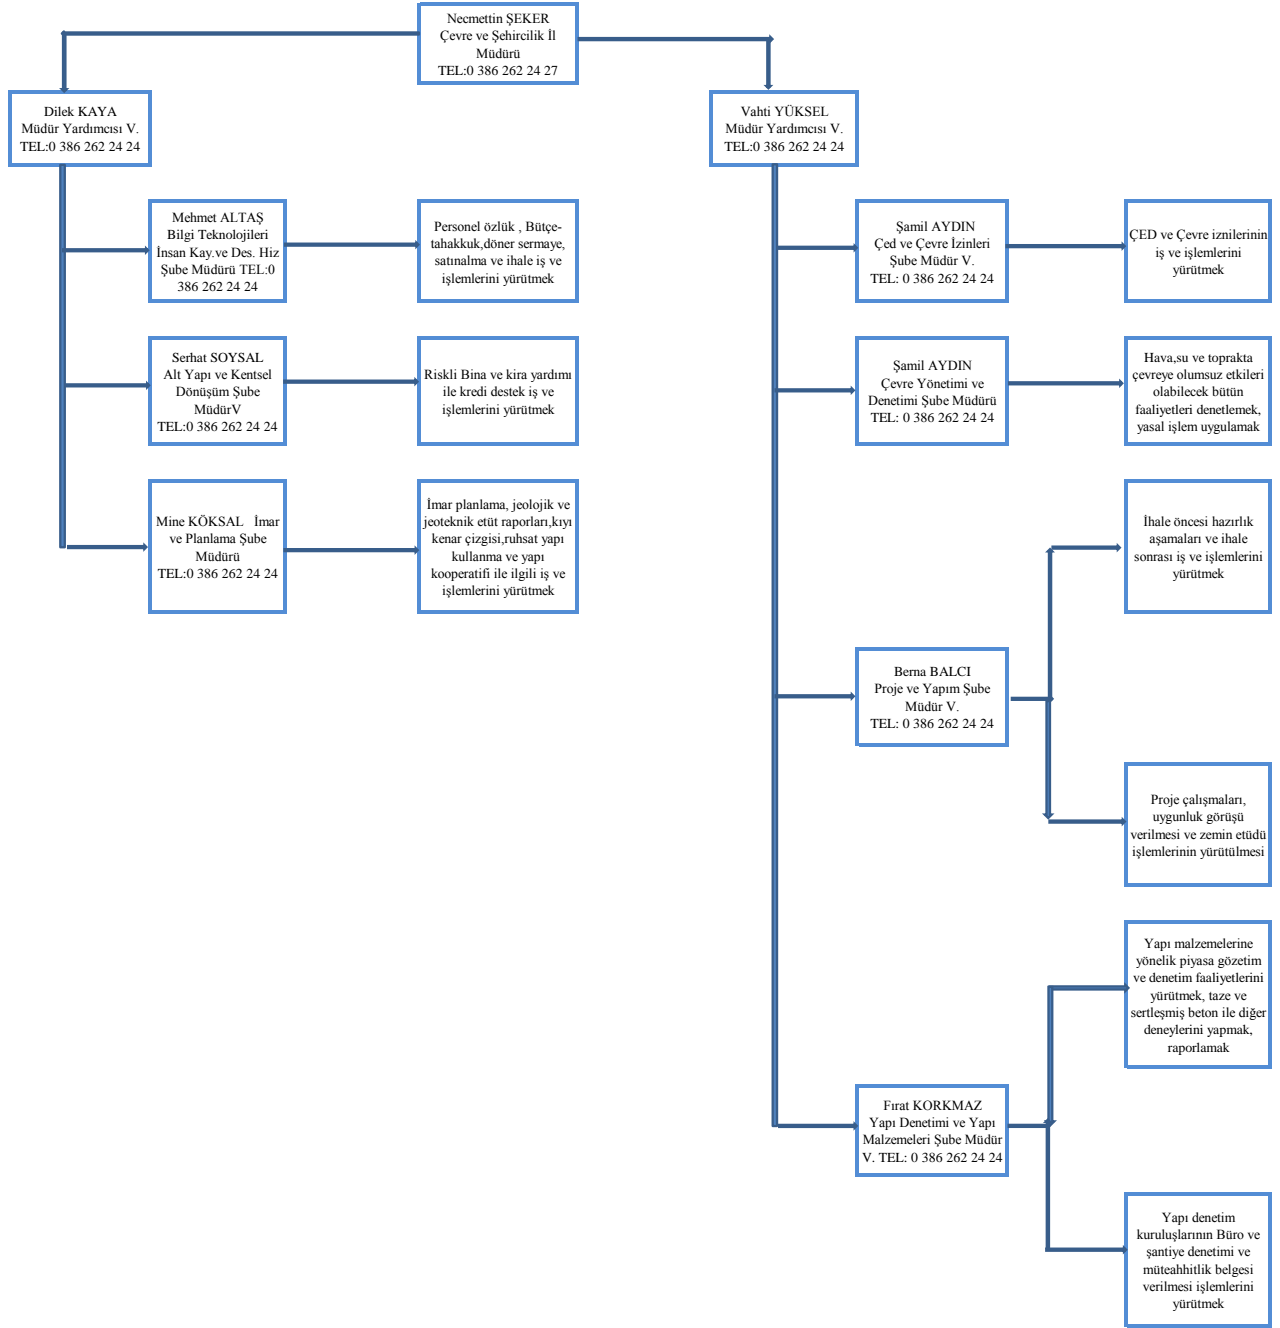 Necmettin ŞEKER
Çevre ve Şehircilik İl
Müdürü
TEL:0 386 262 24 27
Dilek KAYA
Müdür Yardımcısı V.
TEL:0 386 262 24 24
Vahti YÜKSEL
Müdür Yardımcısı V.
TEL:0 386 262 24 24
Mehmet ALTAŞ
Bilgi Teknolojileri
İnsan Kay.ve Des. Hiz
Şube Müdürü TEL:0
386 262 24 24
Personel özlük , Bütçe-
tahakkuk,döner sermaye,
satınalma ve ihale iş ve
işlemlerini yürütmek
Şamil AYDIN
Çed ve Çevre İzinleri
Şube Müdür V.
TEL: 0 386 262 24 24
ÇED ve Çevre iznilerinin
iş ve işlemlerini
yürütmek
Serhat SOYSAL
Alt Yapı ve Kentsel
Dönüşüm Şube
MüdürV
TEL:0 386 262 24 24
Riskli Bina ve kira yardımı
ile kredi destek iş ve
işlemlerini yürütmek
Şamil AYDIN
Çevre Yönetimi ve
Denetimi Şube Müdürü
TEL: 0 386 262 24 24
Hava,su ve toprakta
çevreye olumsuz etkileri
olabilecek bütün
faaliyetleri denetlemek,
yasal işlem uygulamak
Mine KÖKSAL   İmar
ve Planlama Şube
Müdürü
TEL:0 386 262 24 24
İmar planlama, jeolojik ve
jeoteknik etüt raporları,kıyı
kenar çizgisi,ruhsat yapı
kullanma ve yapı
kooperatifi ile ilgili iş ve
işlemlerini yürütmek
İhale öncesi hazırlık
aşamaları ve ihale
sonrası iş ve işlemlerini
yürütmek
Berna BALCI
Proje ve Yapım Şube
Müdür V.
TEL: 0 386 262 24 24
Proje çalışmaları,
uygunluk görüşü
verilmesi ve zemin etüdü
işlemlerinin yürütülmesi
Yapı malzemelerine
yönelik piyasa gözetim
ve denetim faaliyetlerini
yürütmek, taze ve
sertleşmiş beton ile diğer
deneylerini yapmak,
raporlamak
Fırat KORKMAZ
Yapı Denetimi ve Yapı
Malzemeleri Şube Müdür
V. TEL: 0 386 262 24 24
Yapı denetim
kuruluşlarının Büro ve
şantiye denetimi ve
müteahhitlik belgesi
verilmesi işlemlerini
yürütmek